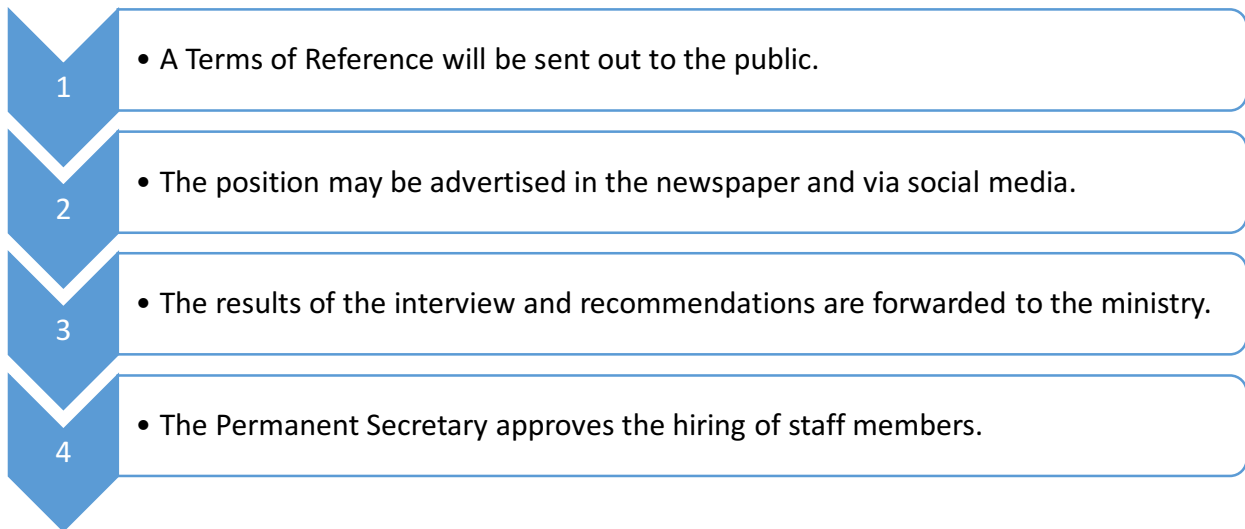 1
• A Terms of Reference will be sent out to the public.
2
• The position may be advertised in the newspaper and via social media.
3
• The results of the interview and recommendations are forwarded to the ministry.
4
• The Permanent Secretary approves the hiring of staff members.